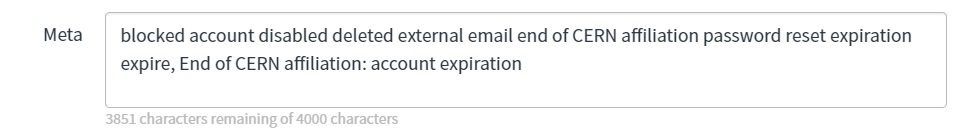 Meta
blocked account disabled deleted external email end of CERN affiliation password reset expiration
expire, End of CERN affiliation: account expiration
3851 characters remaining of 4000 characters